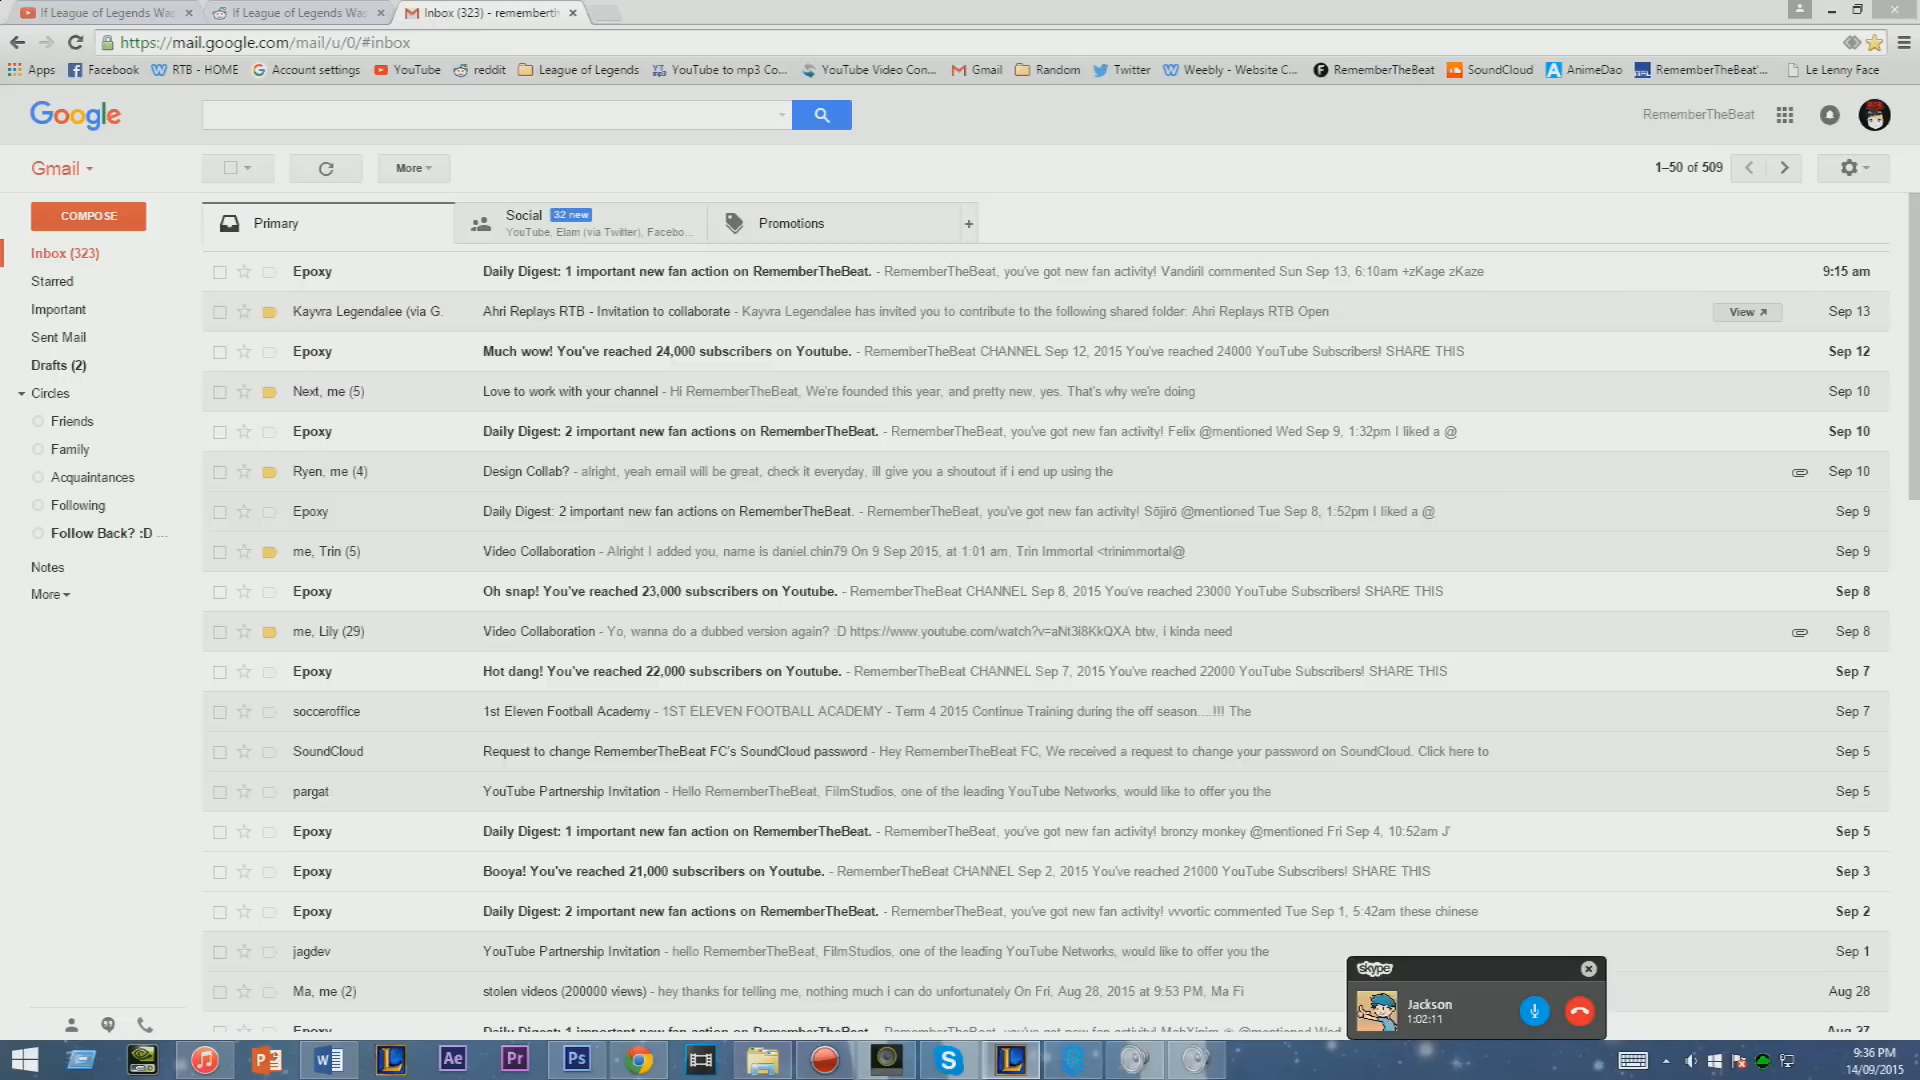 If League of Legends Was
If League of Legends Was
Inbox (323) - rememberth
https://mail.google.com/mail/u/0/#inbox
Apps Facebook RTB - HOME Account settings YouTube reddit League of Legends YouTube to mp3 Co... YouTube Video Con... Gmail Random Twitter Weebly - Website C... RememberTheBeat SoundCloud AnimeDao RememberTheBeat'... Le Lenny Face
Google
RememberTheBeat
Gmail
More
1–50 of 509
COMPOSE
Primary
Social 32 new
YouTube, Elam (via Twitter), Facebo...
Promotions
+
Inbox (323)
Starred
Important
Sent Mail
Drafts (2)
Circles
Friends
Family
Acquaintances
Following
Follow Back? :D ...
Notes
More
Epoxy Daily Digest: 1 important new fan action on RememberTheBeat. - RememberTheBeat, you've got new fan activity! Vandiril commented Sun Sep 13, 6:10am +zKage zKaze 9:15 am
Kayvra Legendalee (via G. Ahri Replays RTB - Invitation to collaborate - Kayvra Legendalee has invited you to contribute to the following shared folder: Ahri Replays RTB Open View Sep 13
Epoxy Much wow! You've reached 24,000 subscribers on Youtube. - RememberTheBeat CHANNEL Sep 12, 2015 You've reached 24000 YouTube Subscribers! SHARE THIS Sep 12
Next, me (5) Love to work with your channel - Hi RememberTheBeat, We're founded this year, and pretty new, yes. That's why we're doing Sep 10
Epoxy Daily Digest: 2 important new fan actions on RememberTheBeat. - RememberTheBeat, you've got new fan activity! Felix @mentioned Wed Sep 9, 1:32pm I liked a @ Sep 10
Ryen, me (4) Design Collab? - alright, yeah email will be great, check it everyday, ill give you a shoutout if i end up using the Sep 10
Epoxy Daily Digest: 2 important new fan actions on RememberTheBeat. - RememberTheBeat, you've got new fan activity! Sōjirō @mentioned Tue Sep 8, 1:52pm I liked a @ Sep 9
me, Trin (5) Video Collaboration - Alright I added you, name is daniel.chin79 On 9 Sep 2015, at 1:01 am, Trin Immortal <trinimmortal@ Sep 9
Epoxy Oh snap! You've reached 23,000 subscribers on Youtube. - RememberTheBeat CHANNEL Sep 8, 2015 You've reached 23000 YouTube Subscribers! SHARE THIS Sep 8
me, Lily (29) Video Collaboration - Yo, wanna do a dubbed version again? :D https://www.youtube.com/watch?v=aNt3i8KkQXA btw, i kinda need Sep 8
Epoxy Hot dang! You've reached 22,000 subscribers on Youtube. - RememberTheBeat CHANNEL Sep 7, 2015 You've reached 22000 YouTube Subscribers! SHARE THIS Sep 7
socceroffice 1st Eleven Football Academy - 1ST ELEVEN FOOTBALL ACADEMY - Term 4 2015 Continue Training during the off season....!!! The Sep 7
SoundCloud Request to change RememberTheBeat FC's SoundCloud password - Hey RememberTheBeat FC, We received a request to change your password on SoundCloud. Click here to Sep 5
pargat YouTube Partnership Invitation - Hello RememberTheBeat, FilmStudios, one of the leading YouTube Networks, would like to offer you the Sep 5
Epoxy Daily Digest: 1 important new fan action on RememberTheBeat. - RememberTheBeat, you've got new fan activity! bronzy monkey @mentioned Fri Sep 4, 10:52am J' Sep 5
Epoxy Booya! You've reached 21,000 subscribers on Youtube. - RememberTheBeat CHANNEL Sep 2, 2015 You've reached 21000 YouTube Subscribers! SHARE THIS Sep 3
Epoxy Daily Digest: 2 important new fan actions on RememberTheBeat. - RememberTheBeat, you've got new fan activity! vvvortic commented Tue Sep 1, 5:42am these chinese Sep 2
jagdev YouTube Partnership Invitation - hello RememberTheBeat, FilmStudios, one of the leading YouTube Networks, would like to offer you the Sep 1
Ma, me (2) stolen videos (200000 views) - hey thanks for telling me, nothing much i can do unfortunately On Fri, Aug 28, 2015 at 9:53 PM, Ma Fi Aug 28
Epoxy Daily Digest: 1 important new fan action on RememberTheBeat. - RememberTheBeat, you've got new fan activity! Aug 27
skype
Jackson
1:02:11
9:36 PM
14/09/2015